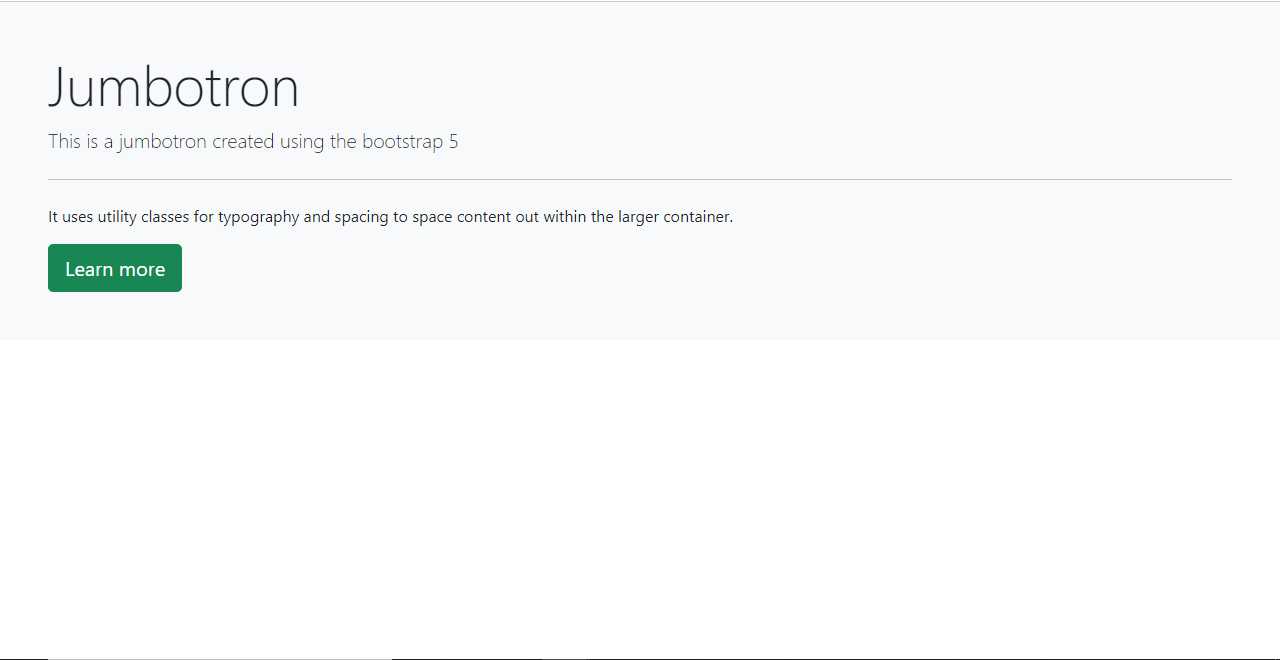 Jumbotron
This is a jumbotron created using the bootstrap 5
It uses utility classes for typography and spacing to space content out within the larger container.
Learn more